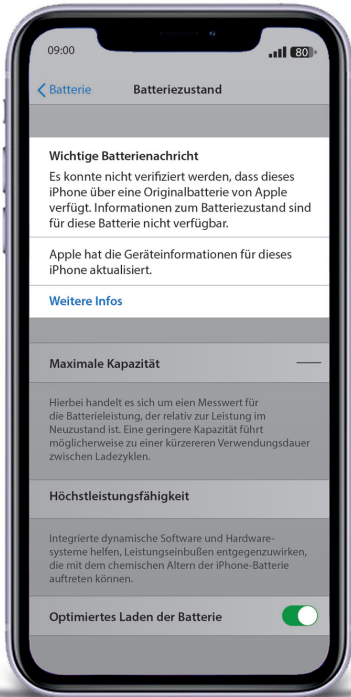 09:00
80
Batterie
Batteriezustand
Wichtige Batterienachricht
Es konnte nicht verifiziert werden, dass dieses
iPhone über eine Originalbatterie von Apple
verfügt. Informationen zum Batteriezustand sind
für diese Batterie nicht verfügbar.
Apple hat die Geräteinformationen für dieses
iPhone aktualisiert.
Weitere Infos
Maximale Kapazität
Hierbei handelt es sich um eien Messwert für
die Batterieleistung, der relativ zur Leistung im
Neuzustand ist. Eine geringere Kapazität führt
möglicherweise zu einer kürzereren Verwendungsdauer
zwischen Ladezyklen.
Höchstleistungsfähigkeit
Integrierte dynamische Software und Hardware-
systeme helfen, Leistungseinbußen entgegenzuwirken,
die mit dem chemischen Altern der iPhone-Batterie
auftreten können.
Optimiertes Laden der Batterie